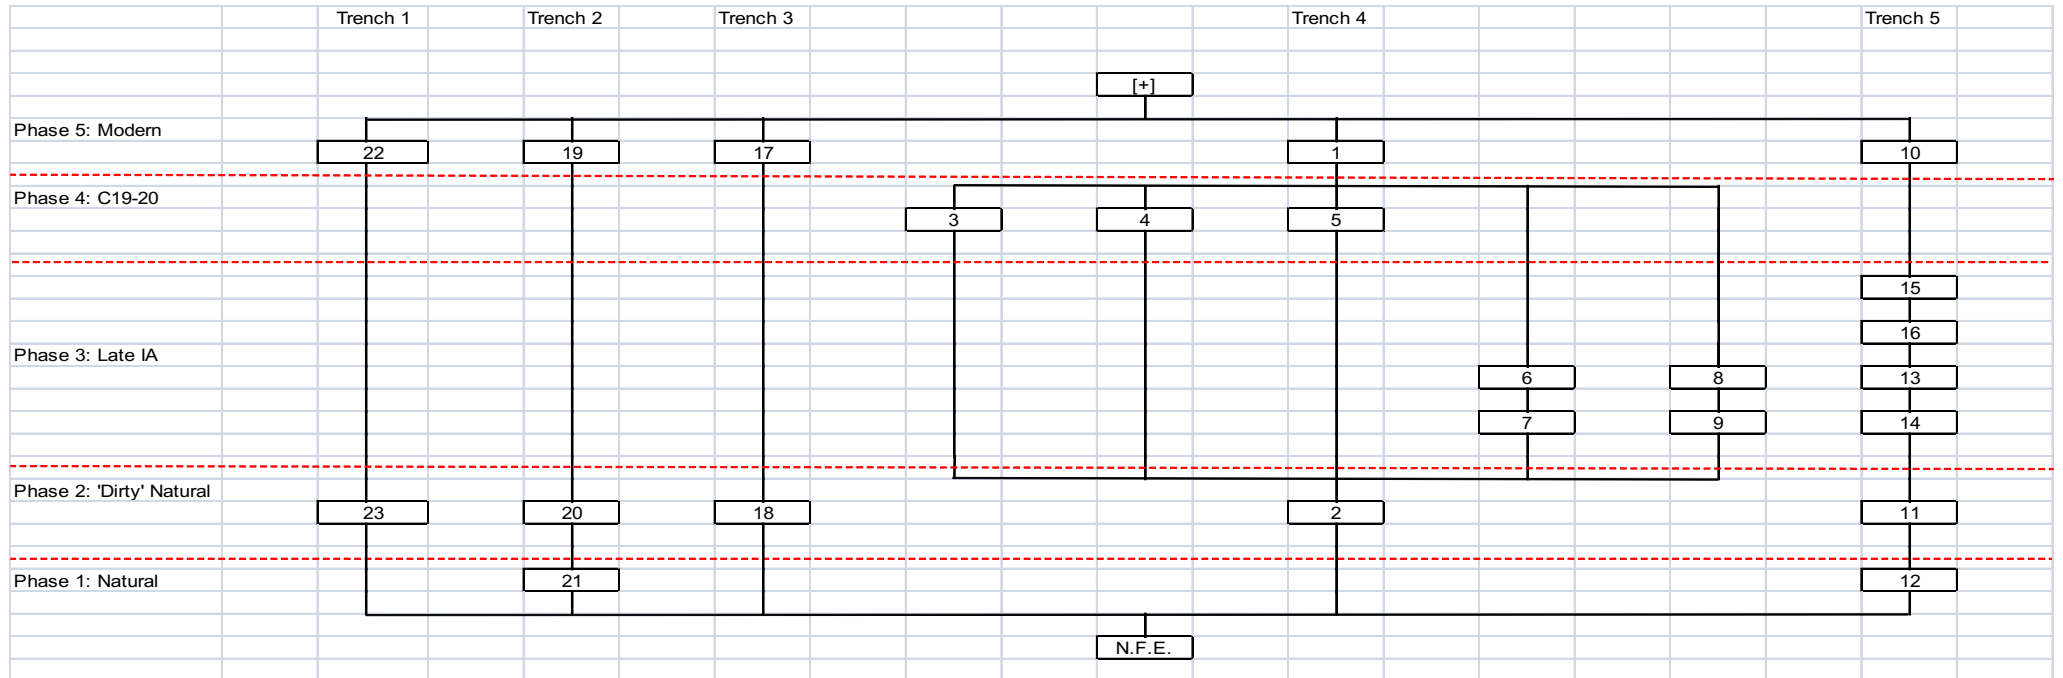 Trench 1 Trench 2 Trench 3 Trench 4 Trench 5
[+]
Phase 5: Modern
22 19 17 1 10
Phase 4: C19-20
3 4 5
15
16
Phase 3: Late IA
6 8 13
7 9 14
Phase 2: 'Dirty' Natural
23 20 18 2 11
Phase 1: Natural
21 12
N.F.E.